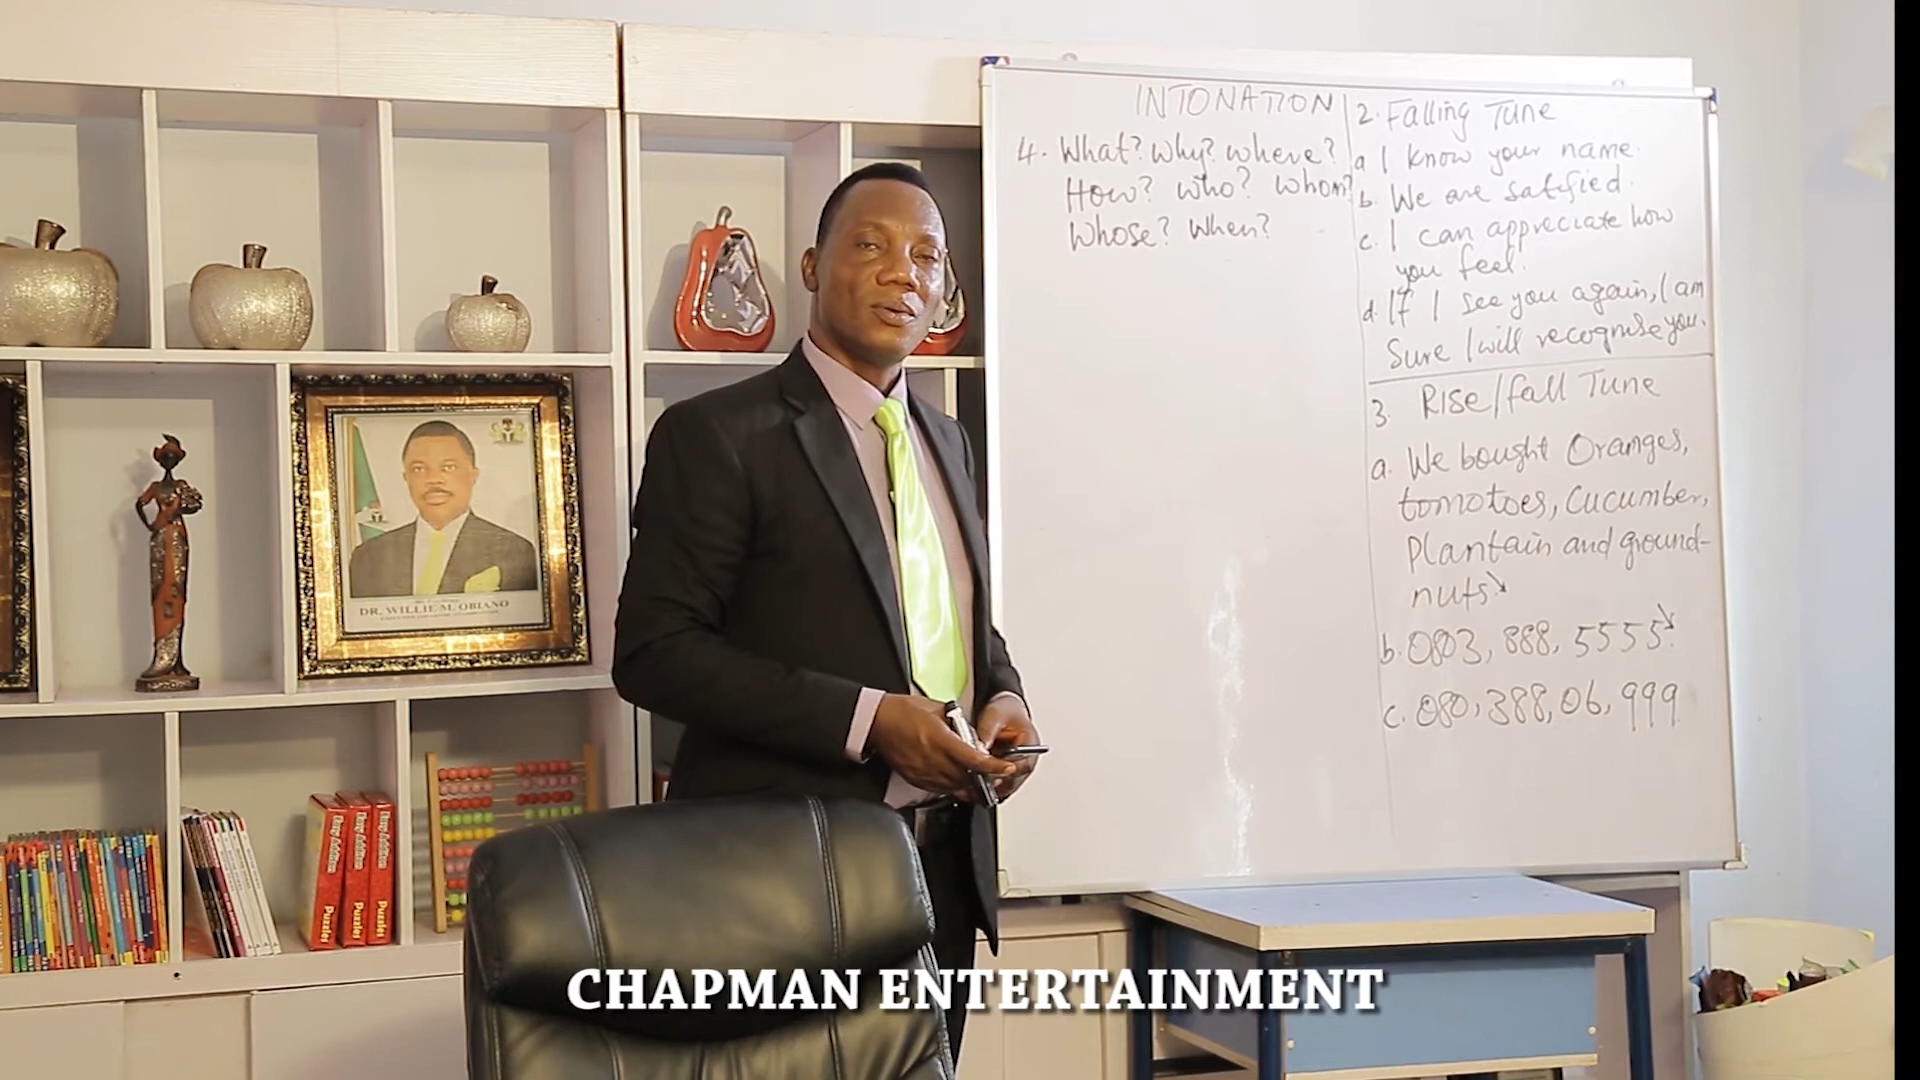 INTONATION
4. What? Why? Where?
How? Who? Whom?
Whose? When?
2. Falling Tune
a I know your name.
b. We are satisfied.
c. I can appreciate how
you feel.
d. If I see you again, I am
Sure I will recognise you.
3. Rise/fall Tune
a. We bought Oranges,
tomotoes, Cucumber,
Plantain and ground-
nuts↘.
b. 0803, 888, 5555↘.
c. 080, 388, 06, 999
DR. WILLIE M. OBIANO
Puzzles
Puzzles
Puzzles
CHAPMAN ENTERTAINMENT